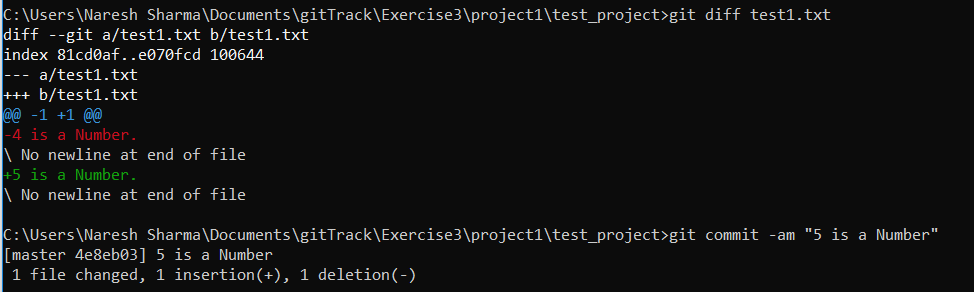 C:\Users\Naresh Sharma\Documents\gitTrack\Exercise3\project1\test_project>git diff test1.txt
diff --git a/test1.txt b/test1.txt
index 81cd0af..e070fcd 100644
--- a/test1.txt
+++ b/test1.txt
@@ -1 +1 @@
-4 is a Number.
\ No newline at end of file
+5 is a Number.
\ No newline at end of file
C:\Users\Naresh Sharma\Documents\gitTrack\Exercise3\project1\test_project>git commit -am "5 is a Number"
[master 4e8eb03] 5 is a Number
 1 file changed, 1 insertion(+), 1 deletion(-)